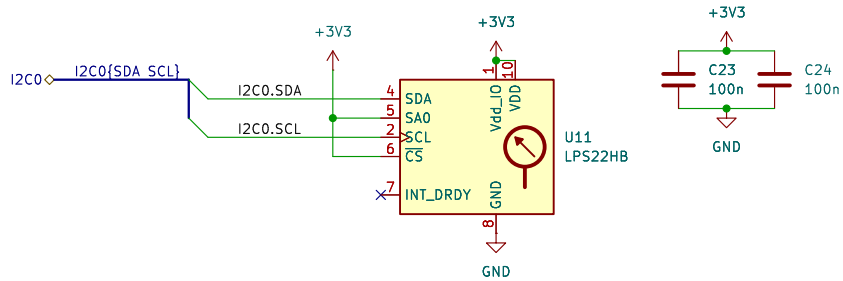 +3V3
+3V3
+3V3
I2C0
I2C0{SDA SCL}
I2C0.SDA
4
SDA
5
SA0
I2C0.SCL
2
SCL
6
CS
7
INT_DRDY
1
10
Vdd_IO
VDD
U11
LPS22HB
GND
8
GND
C23
100n
C24
100n
GND